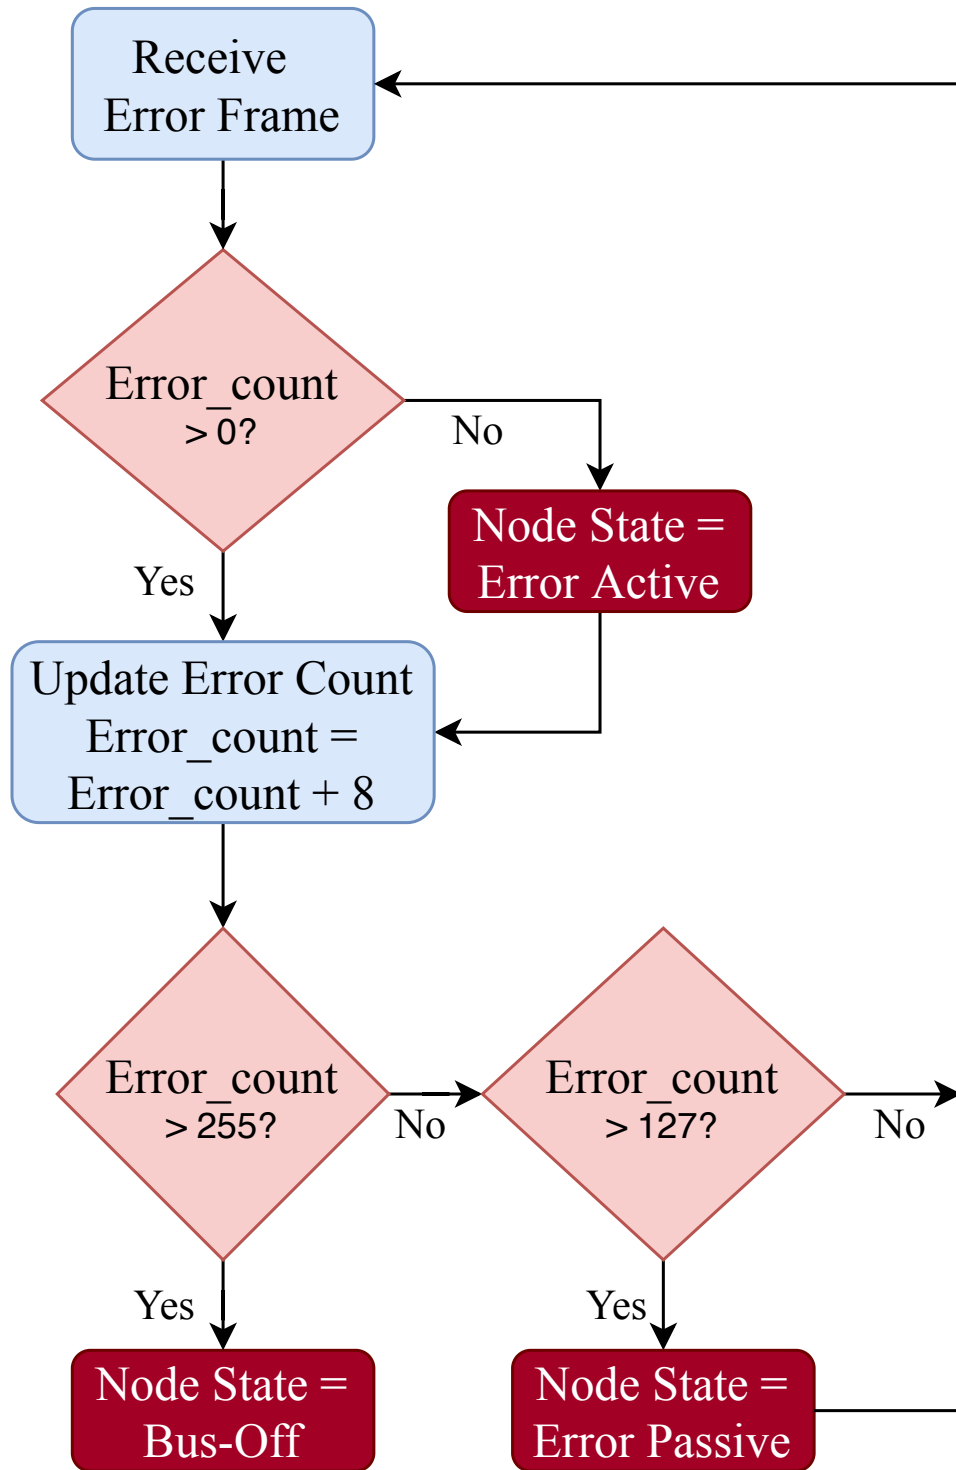 Receive
Error Frame
Error_count
> 0?
No
Node State =
Error Active
Yes
Update Error Count
Error_count =
Error_count + 8
Error_count
> 255?
No
Error_count
> 127?
No
Yes
Yes
Node State =
Bus-Off
Node State =
Error Passive